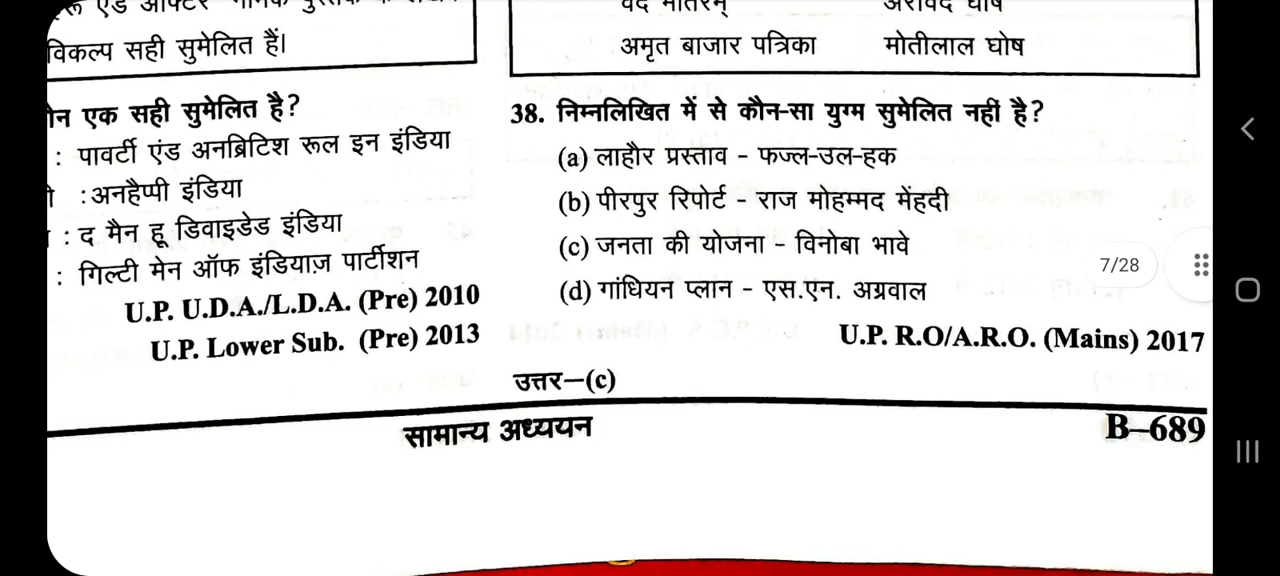 विकल्प सही सुमेलित हैं।
एक सही सुमेलित है?
: पावर्टी एंड अनब्रिटिश रूल इन इंडिया
:अनहैप्पी इंडिया
: द मैन हू डिवाइडेड इंडिया
: गिल्टी मेन ऑफ इंडियाज़ पार्टीशन
U.P. U.D.A./L.D.A. (Pre) 2010
U.P. Lower Sub. (Pre) 2013
अमृत बाजार पत्रिका मोतीलाल घोष
38. निम्नलिखित में से कौन-सा युग्म सुमेलित नहीं है?
(a) लाहौर प्रस्ताव - फज्ल-उल-हक
(b) पीरपुर रिपोर्ट - राज मोहम्मद मेंहदी
(c) जनता की योजना - विनोबा भावे
(d) गांधियन प्लान - एस.एन. अग्रवाल
U.P. R.O/A.R.O. (Mains) 2017
उत्तर–(c)
7/28
सामान्य अध्ययन
B–689